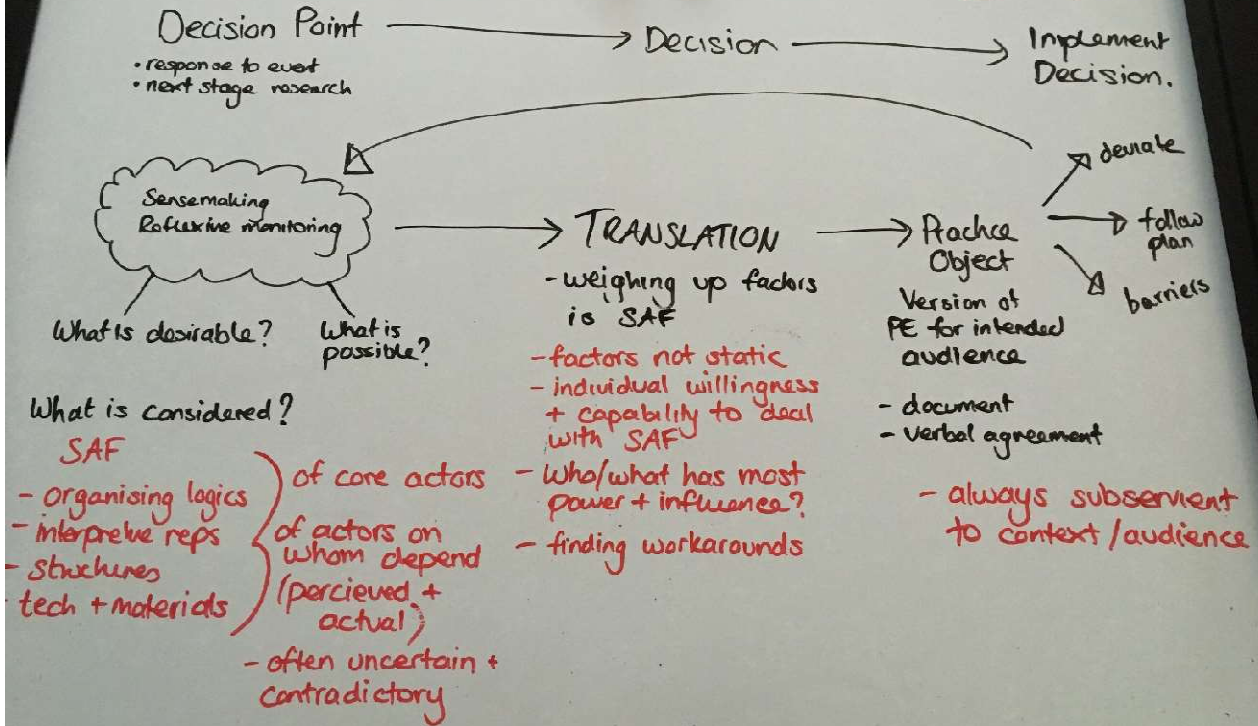 Decision Point
Decision
Implement
Decision.
• response to event
• next stage research
Sensemaking
Reflexive monitoring
What is desirable?
What is
possible?
TRANSLATION
- weighing up factors
is SAF
Practice
Object
Version of
PE for intended
audience
- document
- verbal agreement
deviate
follow
plan
barriers
What is considered?
SAF
- organising logics
- interpretive reps
- structures
tech + materials
of core actors
of actors on
whom depend
(percieved +
actual)
- often uncertain +
contradictory
- factors not static
- individual willingness
+ capability to deal
with SAF
- Who/what has most
power + influence?
- finding workarounds
- always subservient
to context/audience